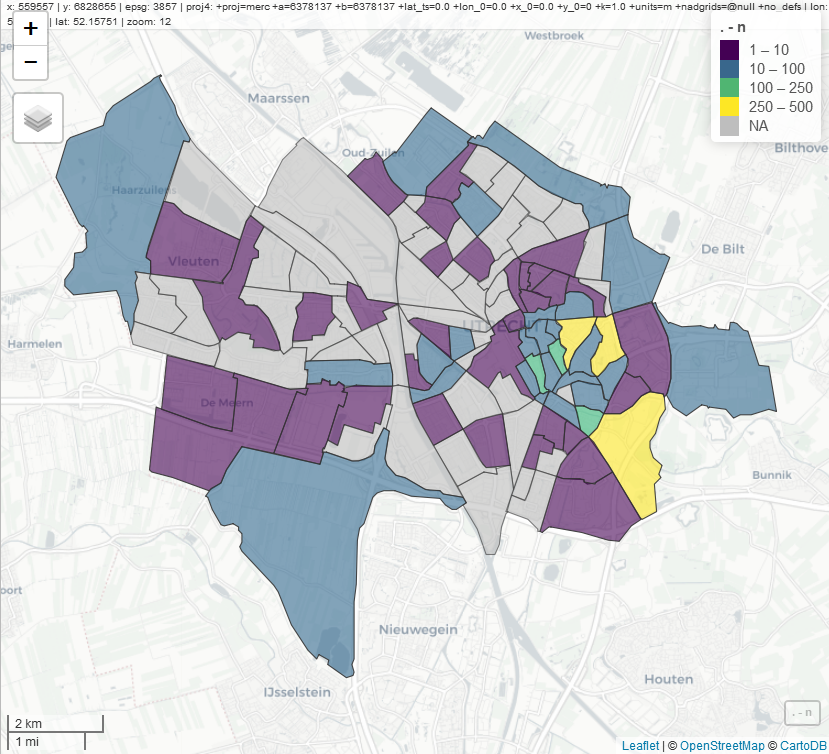 x: 559557 | y: 6828655 | epsg: 3857 | proj4: +proj=merc +a=6378137 +b=6378137 +lat_ts=0.0 +lon_0=0.0 +x_0=0.0 +y_0=0 +k=1.0 +units=m +nadgrids=@null +no_defs | lon:
| lat: 52.15751 | zoom: 12
+
−
. - n
1 – 10
10 – 100
100 – 250
250 – 500
NA
Westbroek
Maarssen
Oud-Zuilen
Bilthove
Haarzuilens
De Bilt
Vleuten
UTRECHT
Harmelen
De Meern
Bunnik
oort
Nieuwegein
Houten
IJsselstein
. - n
2 km
1 mi
Leaflet | © OpenStreetMap © CartoDB